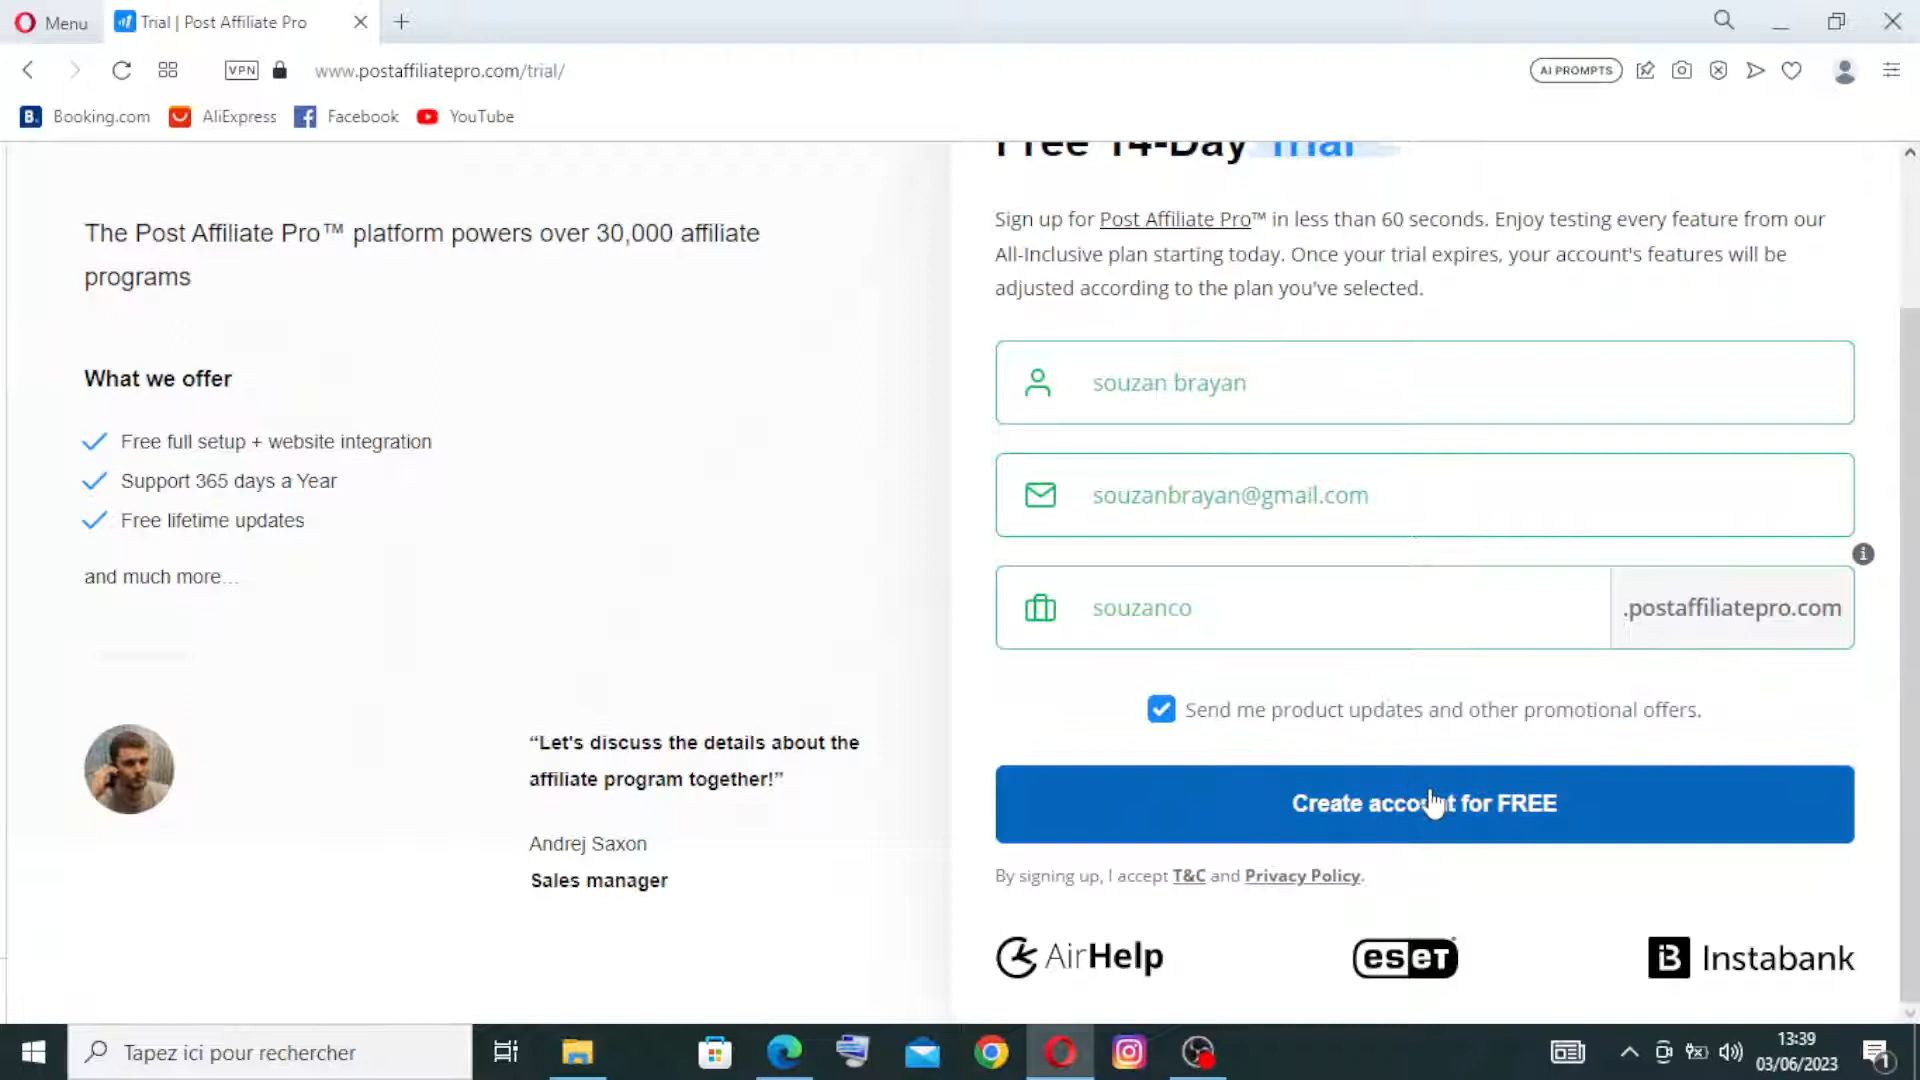 Menu
Trial | Post Affiliate Pro
VPN
www.postaffiliatepro.com/trial/
AI PROMPTS
B. Booking.com
AliExpress
Facebook
YouTube
The Post Affiliate Pro™ platform powers over 30,000 affiliate
programs
What we offer
Free full setup + website integration
Support 365 days a Year
Free lifetime updates
and much more...
“Let's discuss the details about the
affiliate program together!”
Andrej Saxon
Sales manager
Free 14-Day Trial
Sign up for Post Affiliate Pro™ in less than 60 seconds. Enjoy testing every feature from our
All-Inclusive plan starting today. Once your trial expires, your account's features will be
adjusted according to the plan you've selected.
souzan brayan
souzanbrayan@gmail.com
souzanco
.postaffiliatepro.com
Send me product updates and other promotional offers.
Create account for FREE
By signing up, I accept T&C and Privacy Policy.
AirHelp
eseT
Instabank
Tapez ici pour rechercher
13:39
03/06/2023
1